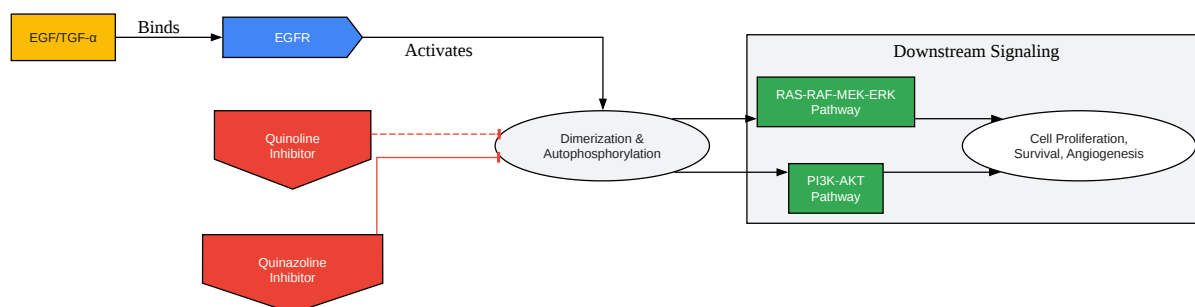 EGF/TGF-α
Binds
EGFR
Activates
Downstream Signaling
RAS-RAF-MEK-ERK
Pathway
Quinoline
Inhibitor
Dimerization &
Autophosphorylation
Cell Proliferation,
Survival, Angiogenesis
PI3K-AKT
Pathway
Quinazoline
Inhibitor